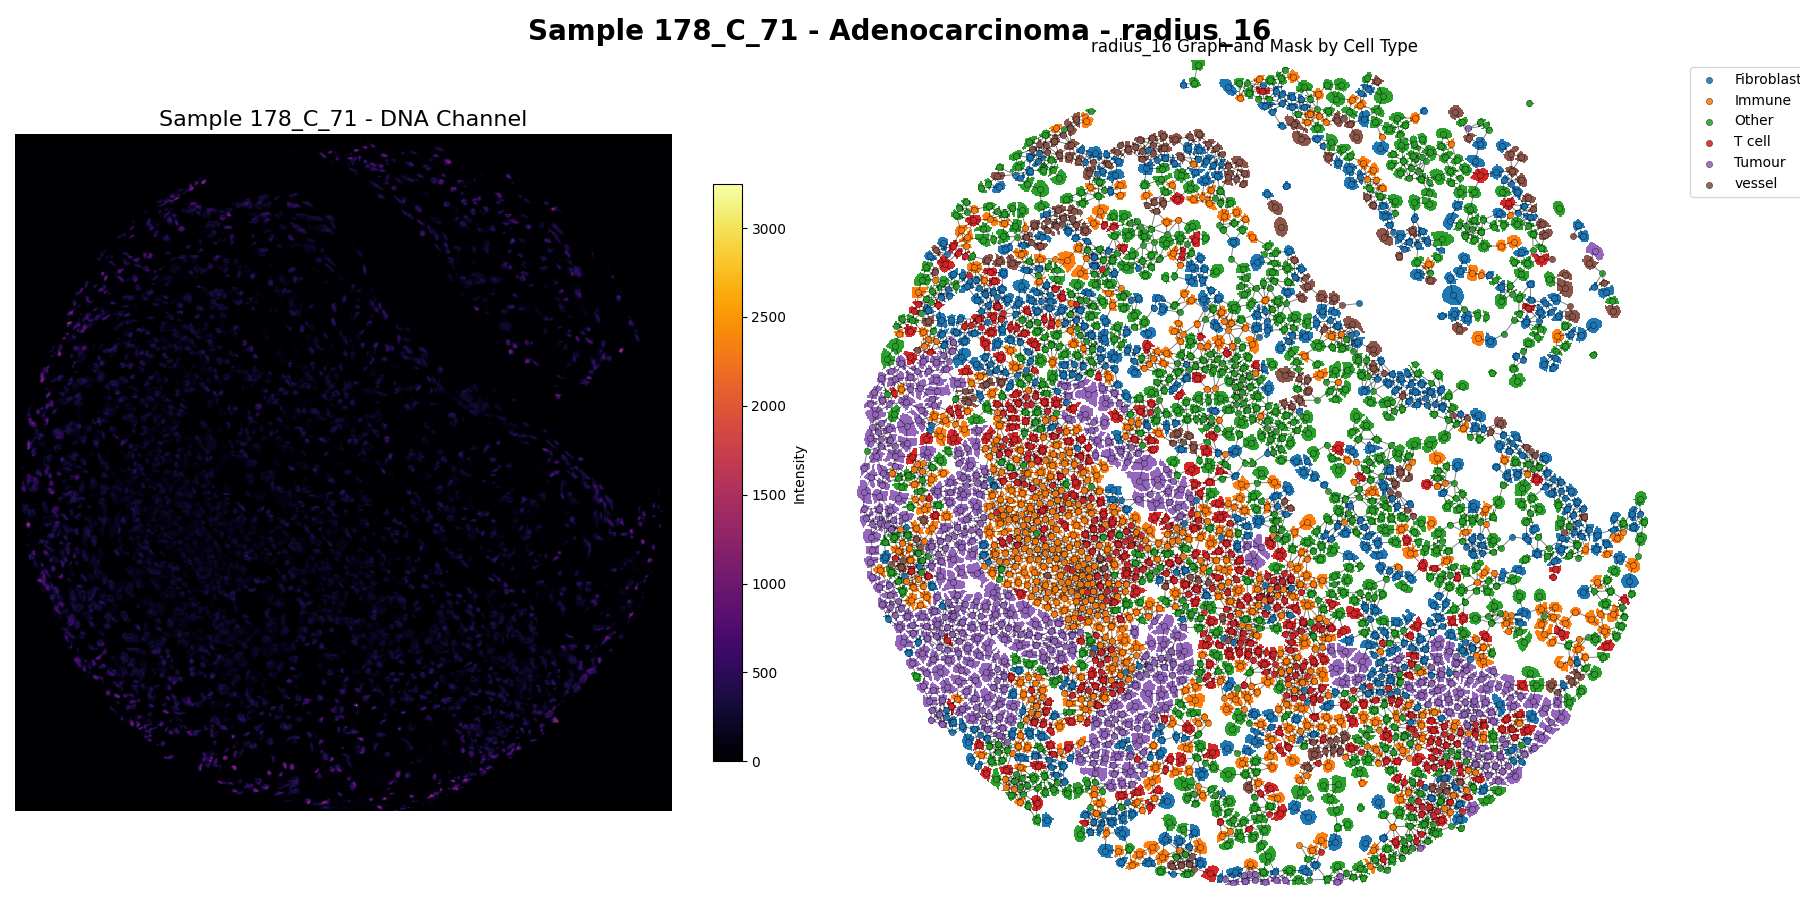 Sample 178_C_71 - Adenocarcinoma - radius_16
radius_16 Graph and Mask by Cell Type
Sample 178_C_71 - DNA Channel
Fibroblast
Immune
Other
T cell
Tumour
vessel
3000
2500
2000
1500
1000
500
0
Intensity